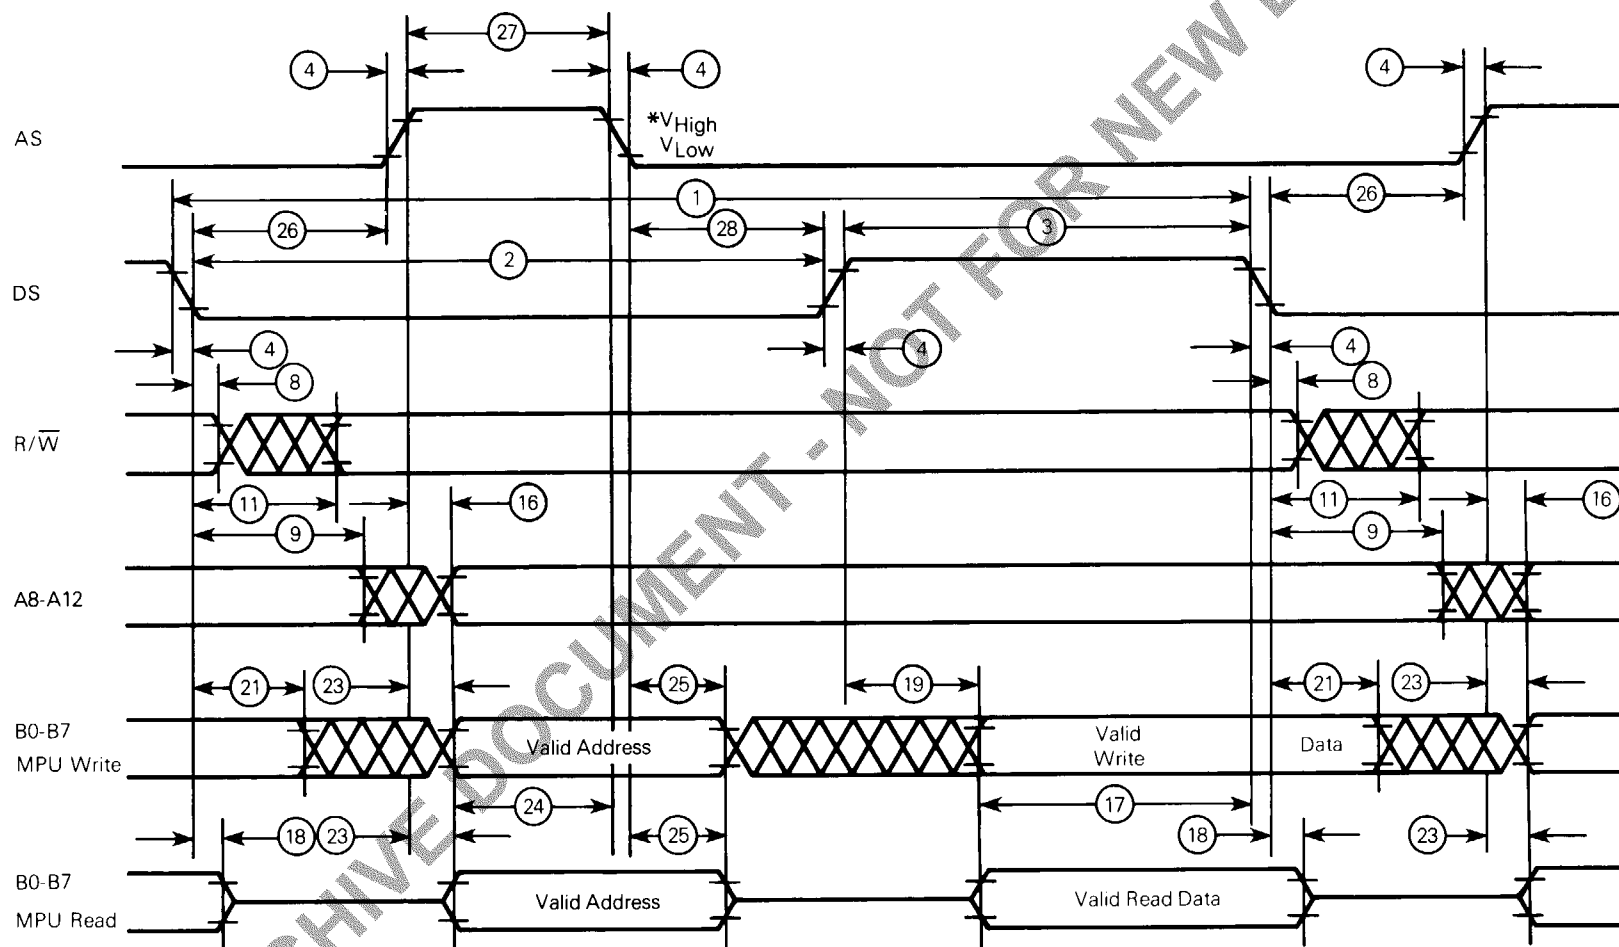 27
4
4
4
AS
*VHigh
VLow
1
26
26
28
3
2
DS
4
4
4
8
8
R/W̅
11
16
11
16
9
9
A8-A12
21
23
25
19
21
23
B0-B7
MPU Write
Valid Address
Valid
Write
Data
24
17
18
23
25
18
23
B0-B7
MPU Read
Valid Address
Valid Read Data
HIVE DOCUMENT - NOT FOR NEW